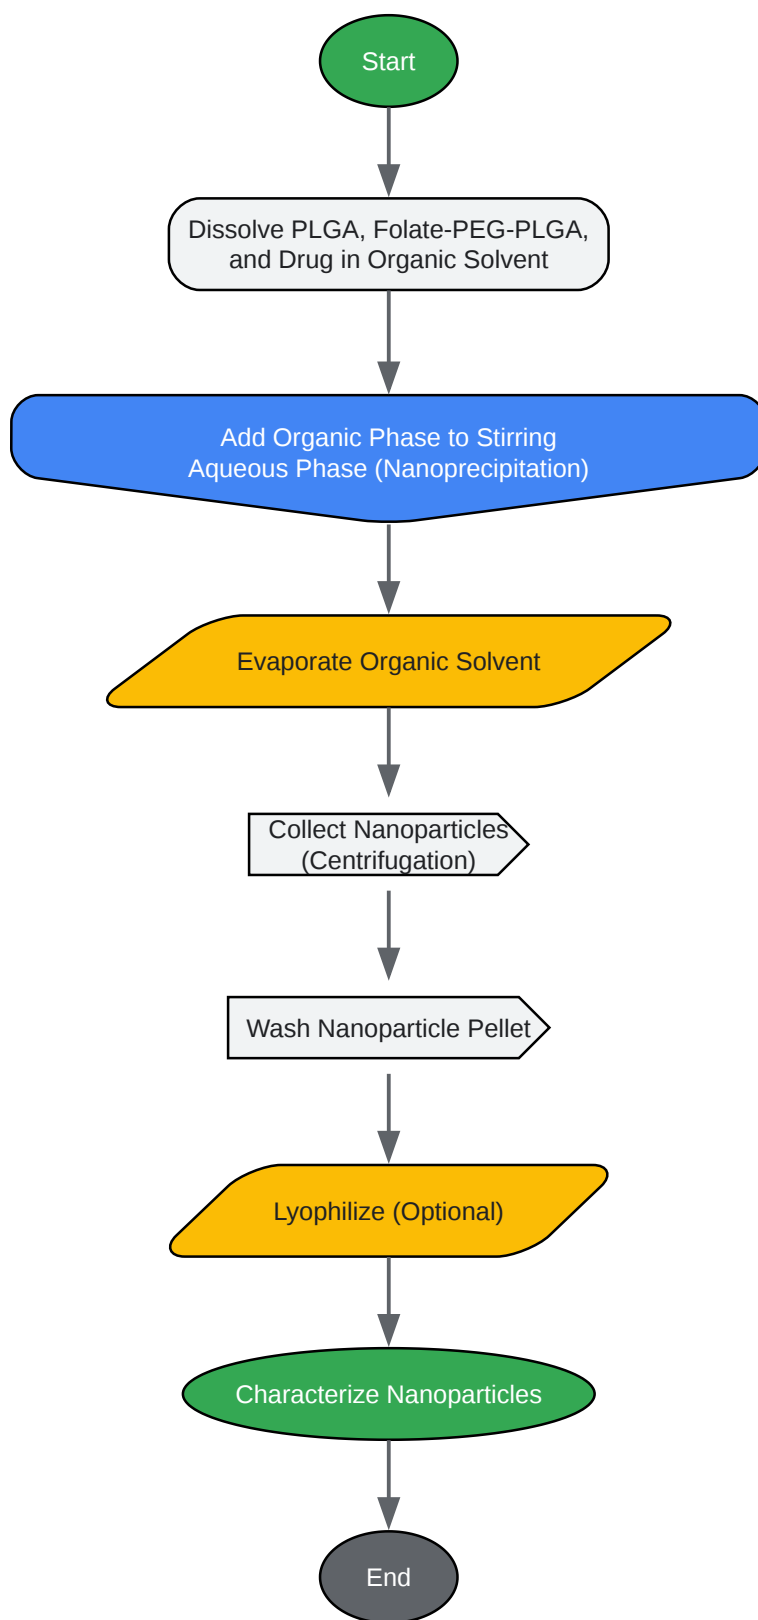 Start
Dissolve PLGA, Folate-PEG-PLGA,
and Drug in Organic Solvent
Add Organic Phase to Stirring
Aqueous Phase (Nanoprecipitation)
Evaporate Organic Solvent
Collect Nanoparticles
(Centrifugation)
Wash Nanoparticle Pellet
Lyophilize (Optional)
Characterize Nanoparticles
End